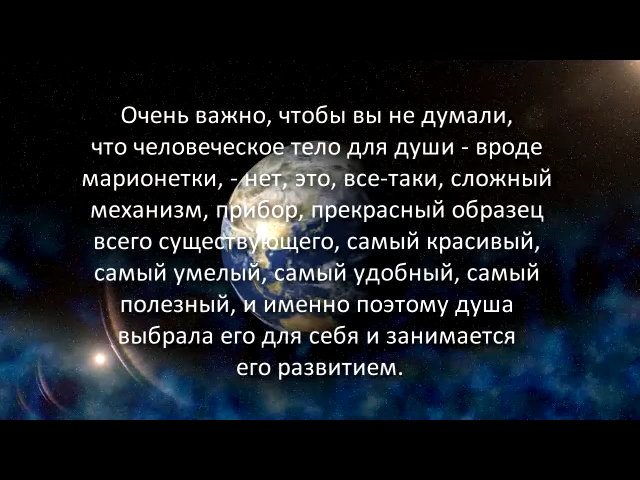 Очень важно, чтобы вы не думали,
что человеческое тело для души - вроде
марионетки, - нет, это, все-таки, сложный
механизм, прибор, прекрасный образец
всего существующего, самый красивый,
самый умелый, самый удобный, самый
полезный, и именно поэтому душа
выбрала его для себя и занимается
его развитием.